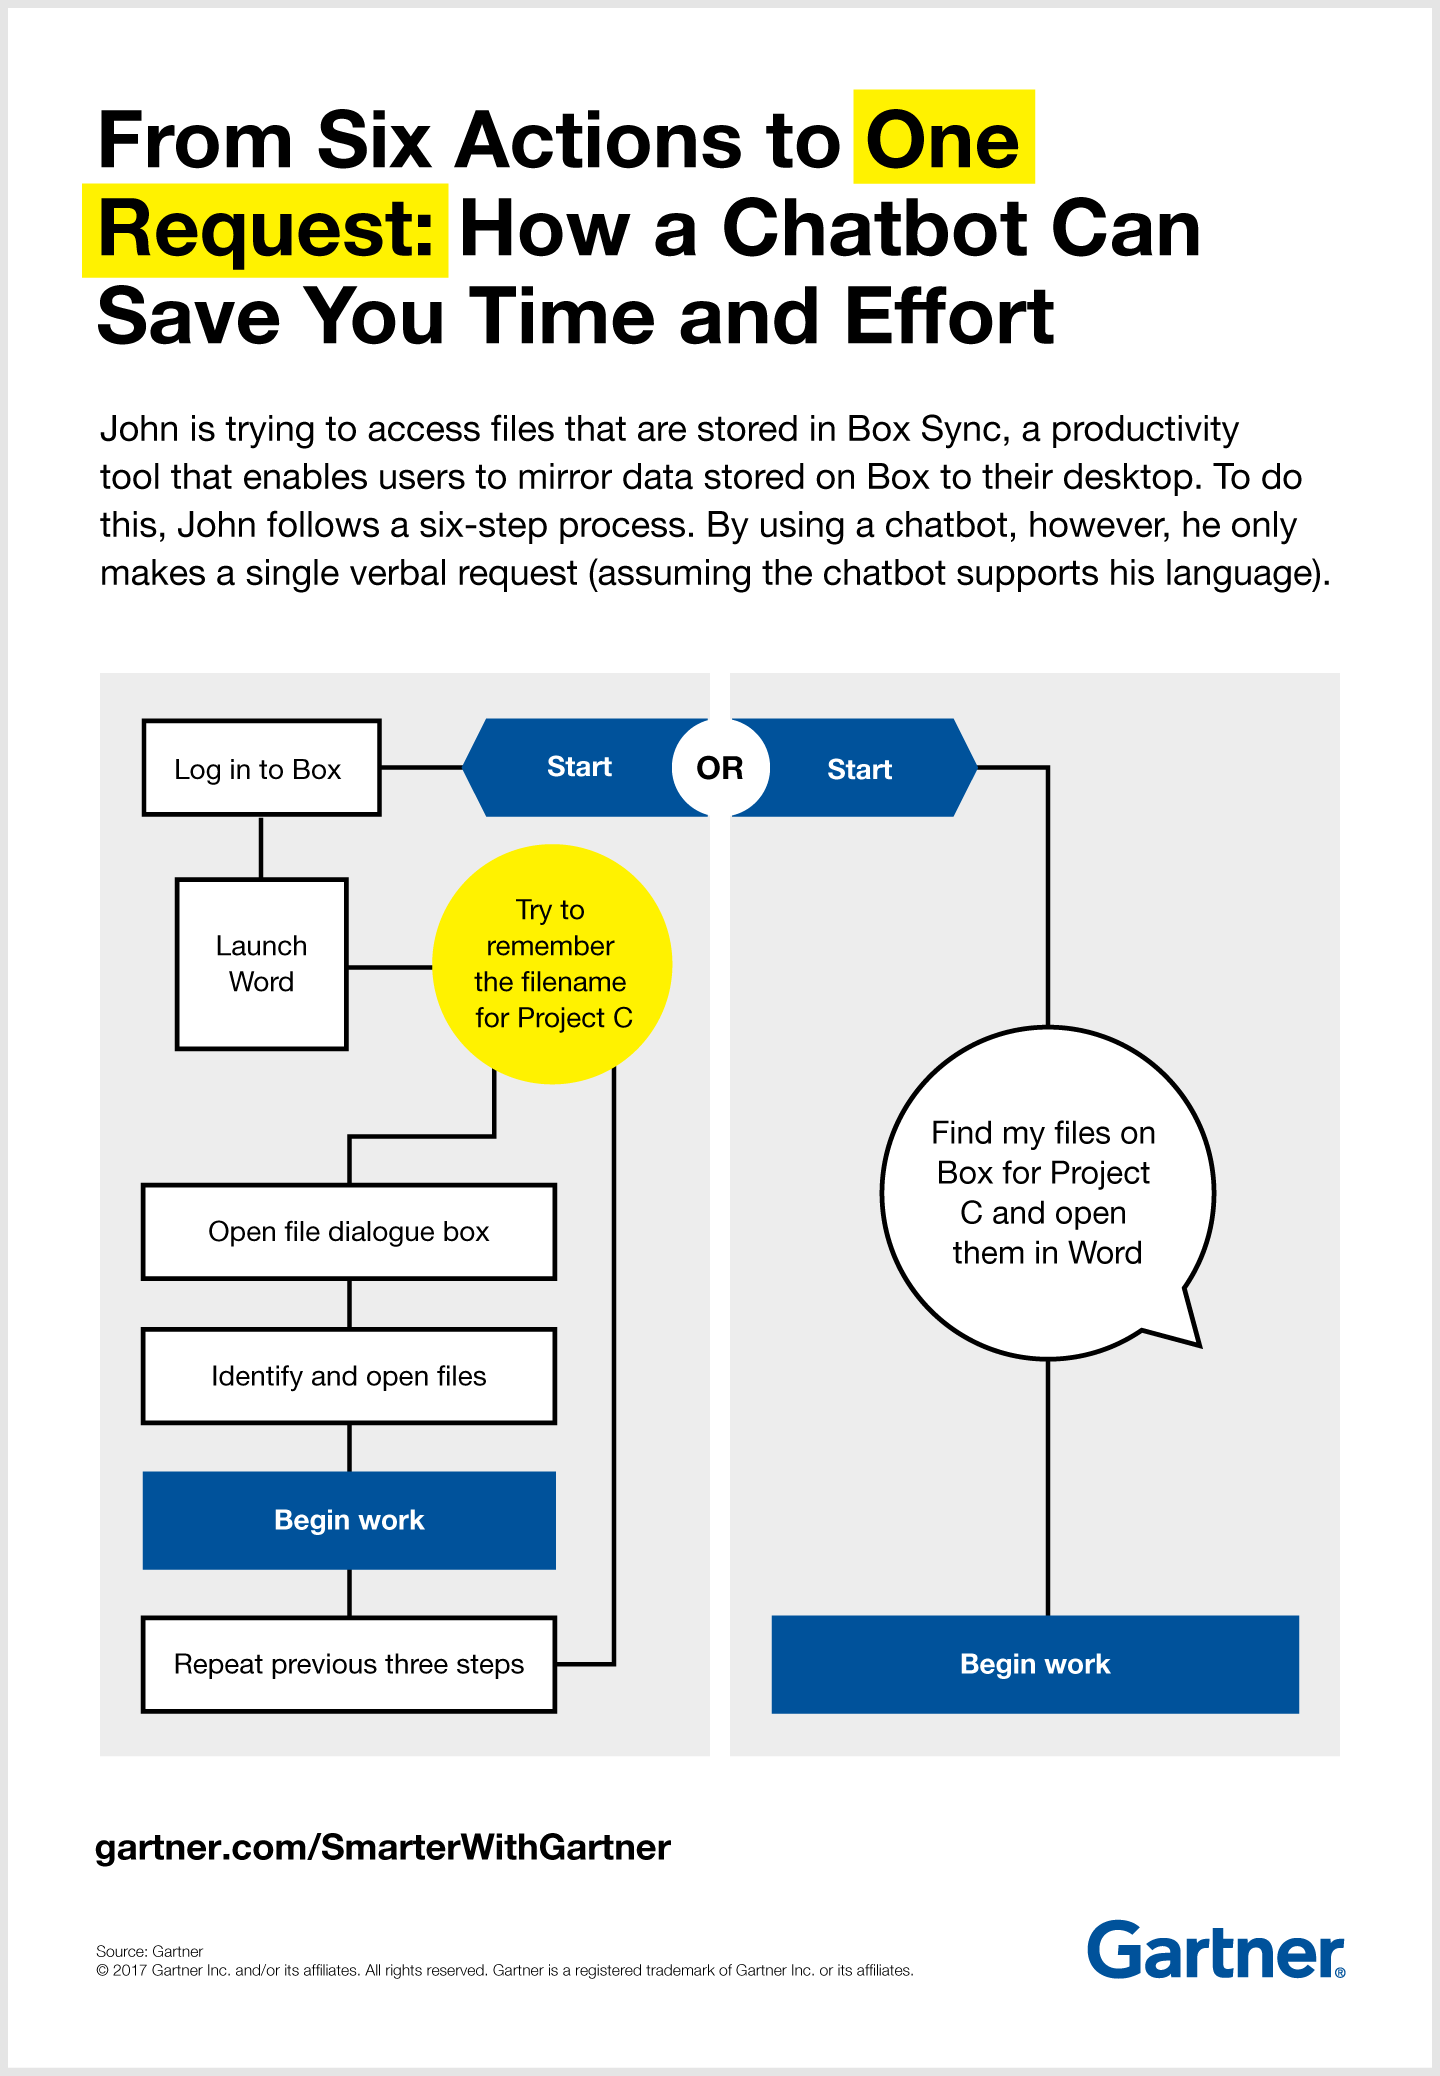 From Six Actions to One
Request: How a Chatbot Can
Save You Time and Effort
John is trying to access files that are stored in Box Sync, a productivity
tool that enables users to mirror data stored on Box to their desktop. To do
this, John follows a six-step process. By using a chatbot, however, he only
makes a single verbal request (assuming the chatbot supports his language).
Start
OR
Start
Log in to Box
Launch
Word
Try to
remember
the filename
for Project C
Open file dialogue box
Identify and open files
Begin work
Repeat previous three steps
Find my files on
Box for Project
C and open
them in Word
Begin work
gartner.com/SmarterWithGartner
Source: Gartner
© 2017 Gartner Inc. and/or its affiliates. All rights reserved. Gartner is a registered trademark of Gartner Inc. or its affiliates.
Gartner®